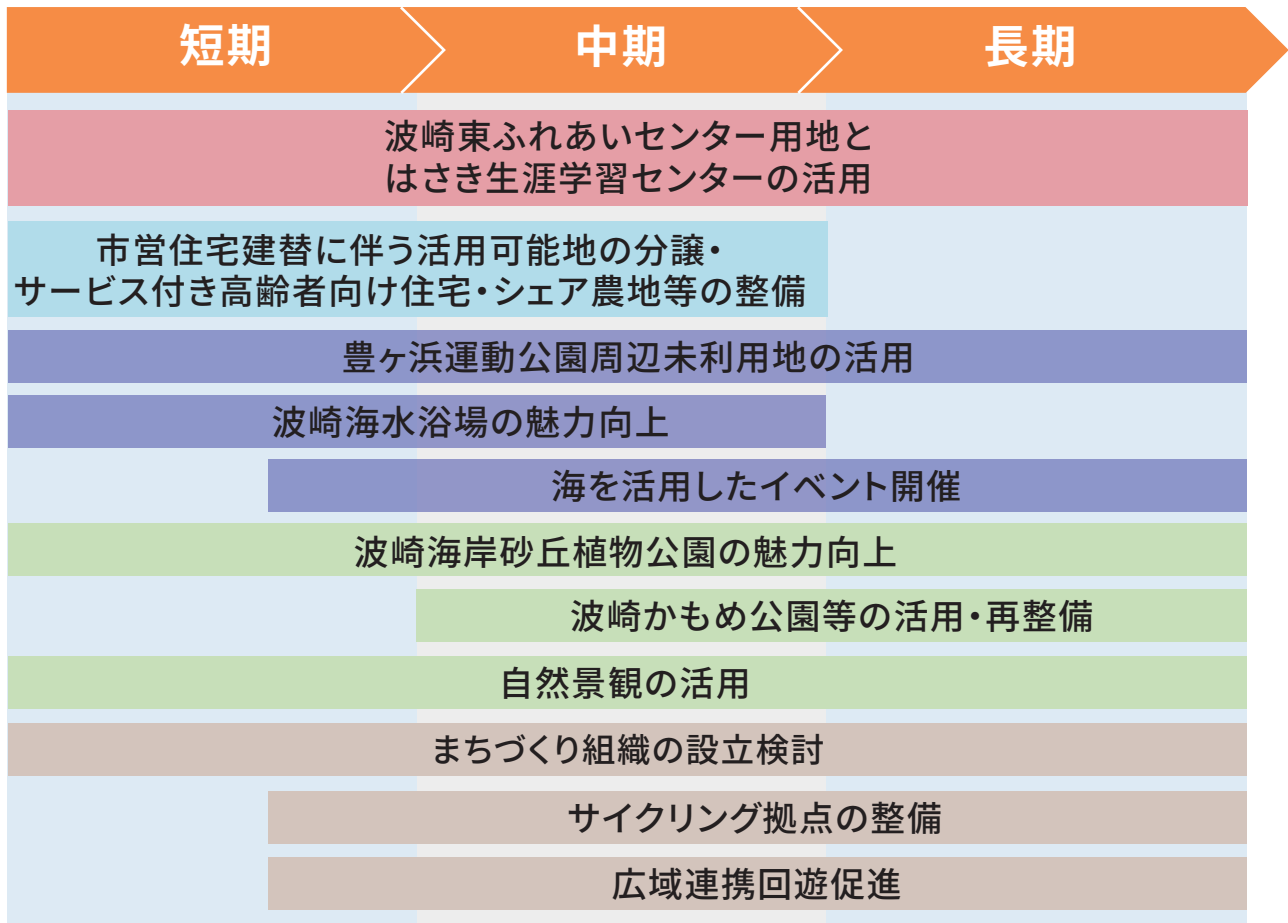 短期
中期
長期
波崎東ふれあいセンター用地と
はさき生涯学習センターの活用
市営住宅建替に伴う活用可能地の分譲・
サービス付き高齢者向け住宅・シェア農地等の整備
豊ヶ浜運動公園周辺未利用地の活用
波崎海水浴場の魅力向上
海を活用したイベント開催
波崎海岸砂丘植物公園の魅力向上
波崎かもめ公園等の活用・再整備
自然景観の活用
まちづくり組織の設立検討
サイクリング拠点の整備
広域連携回遊促進